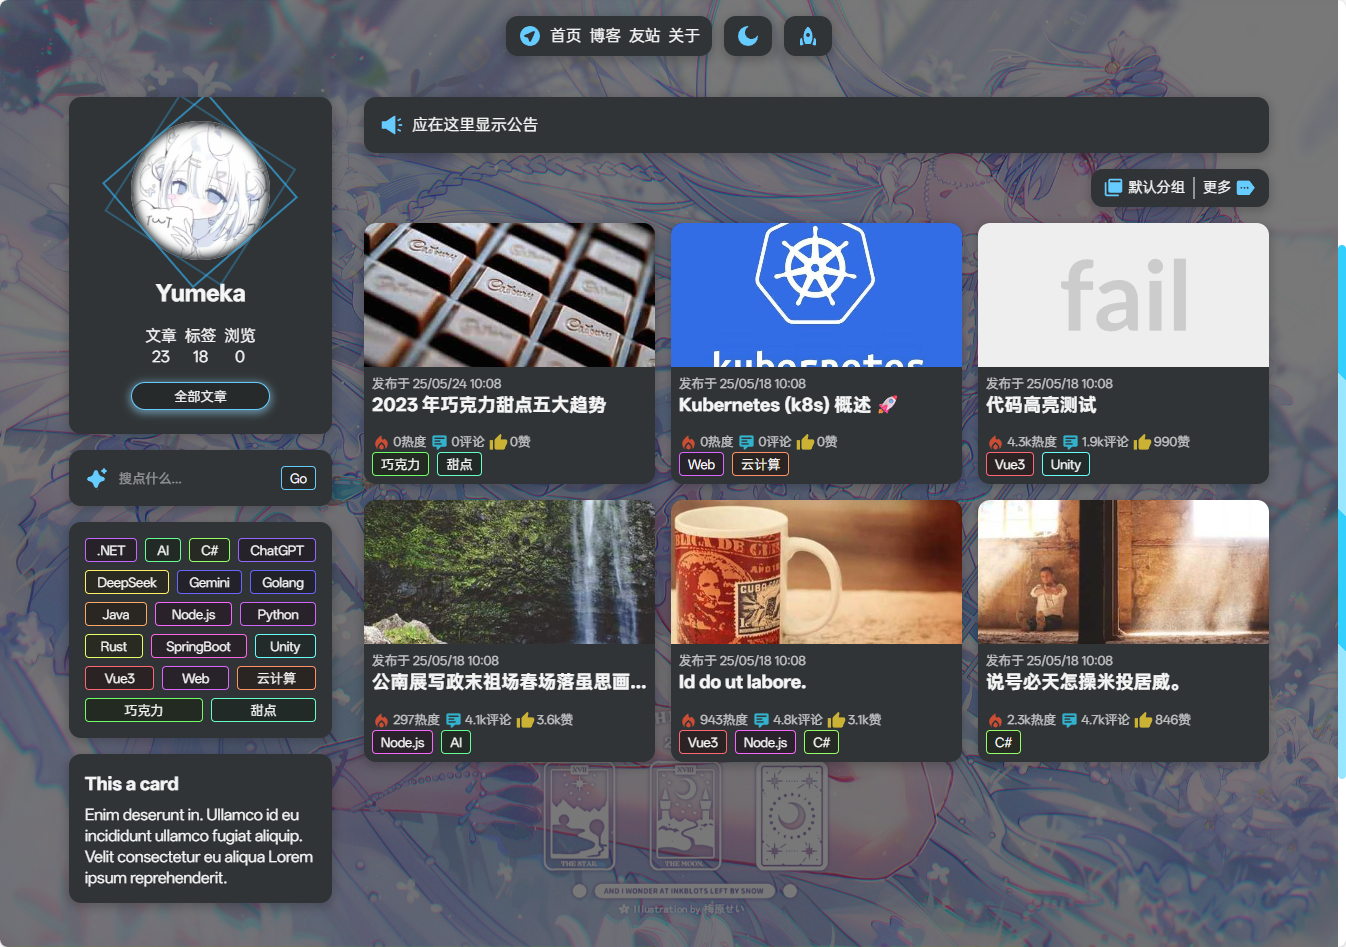 首页 博客 友站 关于
TWT
Yumeka
文章 标签 浏览
23 18 0
全部文章
搜点什么...
Go
.NET AI C# ChatGPT
DeepSeek Gemini Golang
Java Node.js Python
Rust SpringBoot Unity
Vue3 Web 云计算
巧克力 甜点
This a card
Enim deserunt in. Ullamco id eu
incididunt ullamco fugiat aliquip.
Velit consectetur eu aliqua Lorem
ipsum reprehenderit.
应在这里显示公告
默认分组 | 更多
Cadbury
Cadbury
Cadbury
发布于 25/05/24 10:08
2023 年巧克力甜点五大趋势
0热度 0评论 0赞
巧克力 甜点
kubernetes
发布于 25/05/18 10:08
Kubernetes (k8s) 概述 🚀
0热度 0评论 0赞
Web 云计算
fail
发布于 25/05/18 10:08
代码高亮测试
4.3k热度 1.9k评论 990赞
Vue3 Unity
发布于 25/05/18 10:08
公南展写政末祖场春场落虽思画...
297热度 4.1k评论 3.6k赞
Node.js AI
CUBA
发布于 25/05/18 10:08
Id do ut labore.
943热度 4.8k评论 3.1k赞
Vue3 Node.js C#
发布于 25/05/18 10:08
说号必天怎操米投居威。
2.3k热度 4.7k评论 846赞
C#
XVII XVIII
THE STAR. THE MOON.
AND I WONDER AT INKBLOTS LEFT BY SNOW
Illustration by 梅原せい